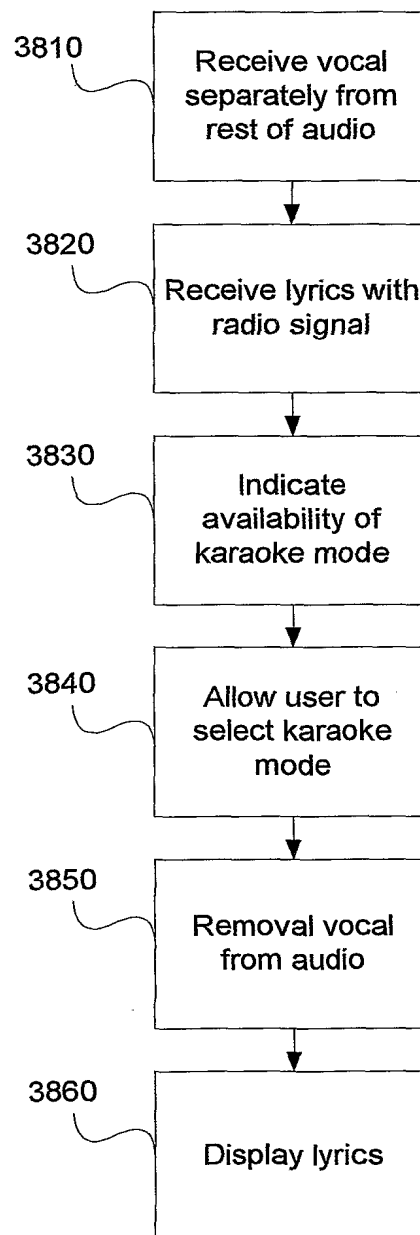 3810
Receive vocal
separately from
rest of audio
3820
Receive lyrics with
radio signal
3830
Indicate
availability of
karaoke mode
3840
Allow user to
select karaoke
mode
3850
Removal vocal
from audio
3860
Display lyrics